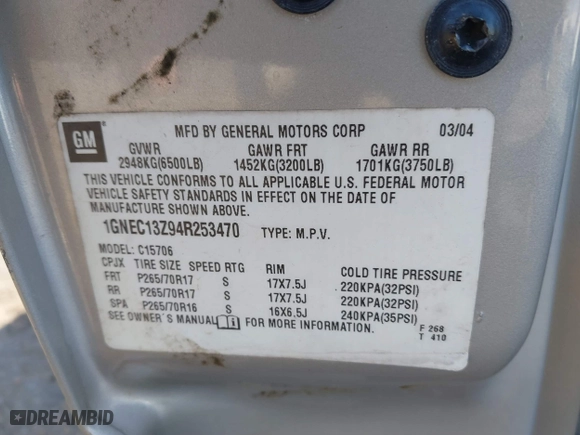 GM
MFD BY GENERAL MOTORS CORP 03/04
GVWR GAWR FRT GAWR RR
2948KG(6500LB) 1452KG(3200LB) 1701KG(3750LB)
THIS VEHICLE CONFORMS TO ALL APPLICABLE U.S. FEDERAL MOTOR
VEHICLE SAFETY STANDARDS IN EFFECT ON THE DATE OF
MANUFACTURE SHOWN ABOVE.
1GNEC13Z94R253470 TYPE: M.P.V.
MODEL: C15706
CPJX TIRE SIZE SPEED RTG RIM COLD TIRE PRESSURE
FRT P265/70R17 S 17X7.5J 220KPA(32PSI)
RR P265/70R17 S 17X7.5J 220KPA(32PSI)
SPA P265/70R16 S 16X6.5J 240KPA(35PSI)
SEE OWNER'S MANUAL FOR MORE INFORMATION.
F 268
T 410
DREAMBID